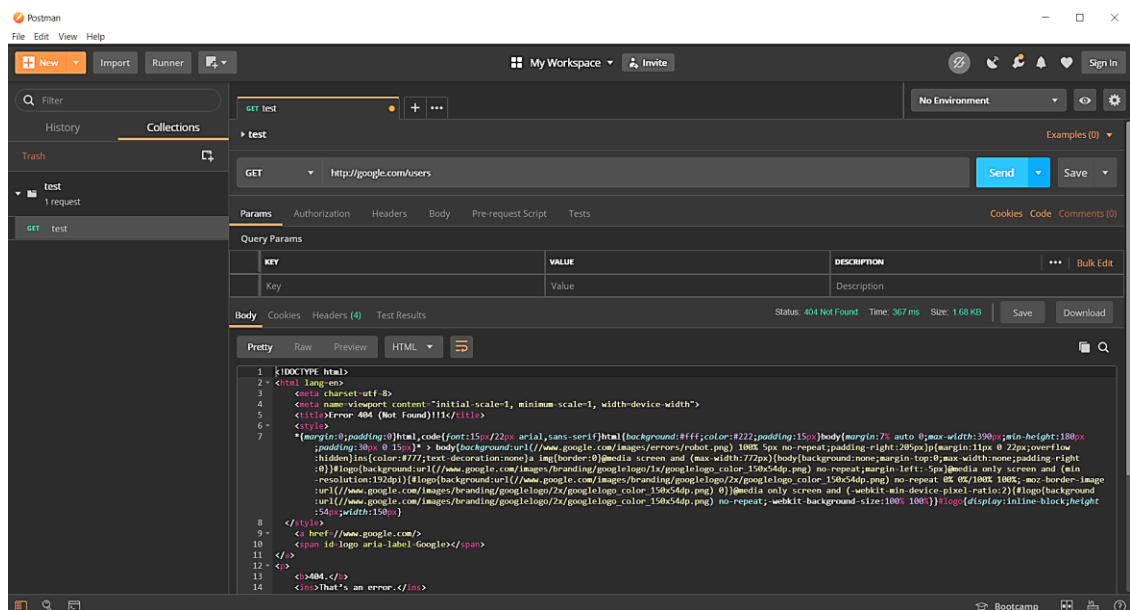 Postman
File Edit View Help
New Import Runner My Workspace Invite Sign In
Filter
History Collections
Trash
test
1 request
GET test
GET test
No Environment
test
Examples (0)
GET http://google.com/users Send Save
Params Authorization Headers Body Pre-request Script Tests Cookies Code Comments (0)
Query Params
KEY VALUE DESCRIPTION Bulk Edit
Key Value Description
Body Cookies Headers (4) Test Results Status: 404 Not Found Time: 367 ms Size: 1.68 KB Save Download
Pretty Raw Preview HTML
1 <!DOCTYPE html>
2 <html lang=en>
3 <meta charset=utf-8>
4 <meta name=viewport content="initial-scale=1, minimum-scale=1, width=device-width">
5 <title>Error 404 (Not Found)!!1</title>
6 <style>
7 *{margin:0;padding:0}html,code{font:15px/22px arial,sans-serif}html{background:#fff;color:#222;padding:15px}body{margin:7% auto 0;max-width:390px;min-height:180px
;padding:30px 0 15px}* > body{background:url(//www.google.com/images/errors/robot.png) 100% 5px no-repeat;padding-right:205px}p{margin:11px 0 22px;overflow
:hidden}ins{color:#777;text-decoration:none}a img{border:0}@media screen and (max-width:772px){body{background:none;margin-top:0;max-width:none;padding-right
:0}}#logo{background:url(//www.google.com/images/branding/googlelogo/1x/googlelogo_color_150x54dp.png) no-repeat;margin-left:-5px}@media only screen and (min
-resolution:192dpi){#logo{background:url(//www.google.com/images/branding/googlelogo/2x/googlelogo_color_150x54dp.png) no-repeat 0% 0%/100% 100%;-moz-border-image
:url(//www.google.com/images/branding/googlelogo/2x/googlelogo_color_150x54dp.png) 0}}@media only screen and (-webkit-min-device-pixel-ratio:2){#logo{background
:url(//www.google.com/images/branding/googlelogo/2x/googlelogo_color_150x54dp.png) no-repeat;-webkit-background-size:100% 100%}}#logo{display:inline-block;height
:54px;width:150px}
8 </style>
9 <a href=//www.google.com/>
10 <span id=logo aria-label=Google></span>
11 </a>
12 <p>
13 <b>404.</b>
14 <ins>That's an error.</ins>
Bootcamp